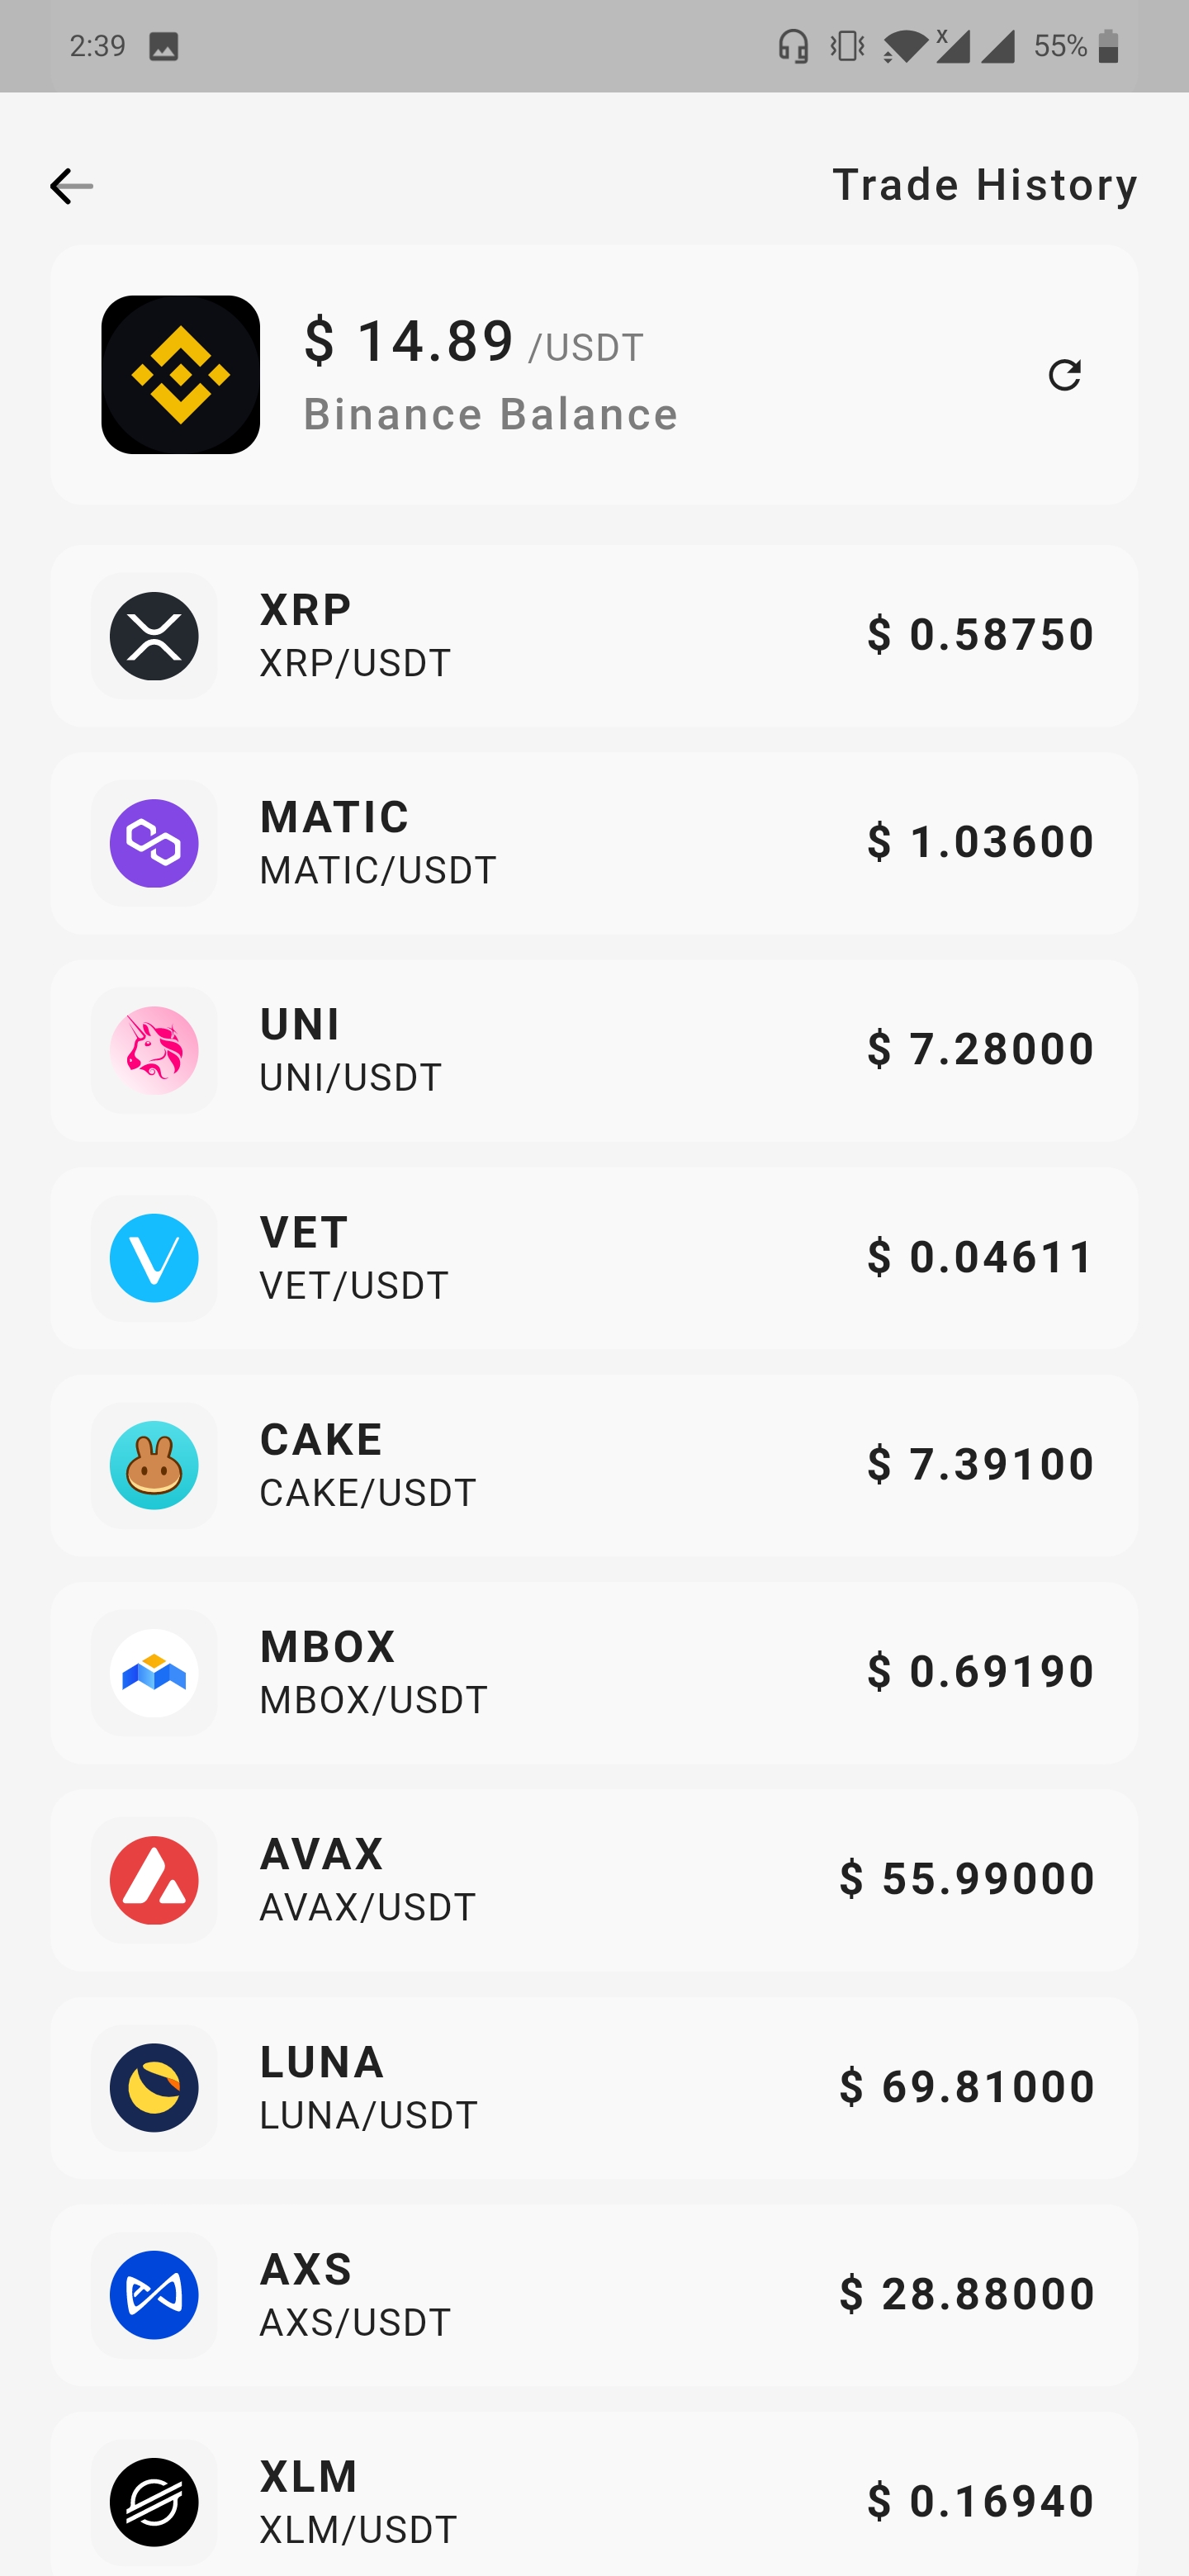 2:39
x
55%
Trade History
$ 14.89 /USDT
Binance Balance
XRP
XRP/USDT
$ 0.58750
MATIC
MATIC/USDT
$ 1.03600
UNI
UNI/USDT
$ 7.28000
VET
VET/USDT
$ 0.04611
CAKE
CAKE/USDT
$ 7.39100
MBOX
MBOX/USDT
$ 0.69190
AVAX
AVAX/USDT
$ 55.99000
LUNA
LUNA/USDT
$ 69.81000
AXS
AXS/USDT
$ 28.88000
XLM
XLM/USDT
$ 0.16940